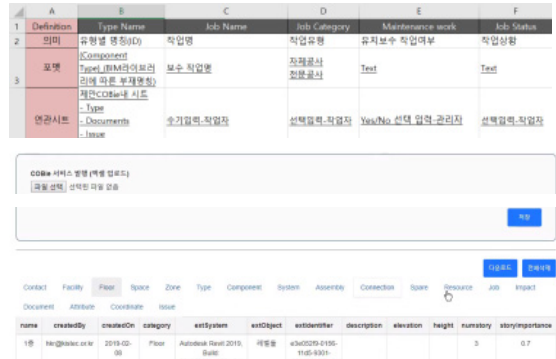 A B C D E F
1 Definition Type Name Job Name Job Category Maintenance work Job Status
2 의미 유형별 명칭(ID) 작업명 작업유형 유지보수 작업여부 작업상황
3 포맷 (Component Type)_(BIM라이브러리에 따른 부재명칭) 보수 작업명 자체공사 전문공사 Text Text
연관시트 제안COBie내 시트
- Type
- Documents
- Issue
수기입력-작업자 선택입력-작업자 Yes/No 선택 입력-관리자 선택입력-작업자
COBie 서비스 발행 (엑셀 업로드)
파일 선택 선택된 파일 없음
저장
다운로드 전체삭제
Contact Facility Floor Space Zone Type Component System Assembly Connection Spare Resource Job Impact
Document Attribute Coordinate Issue
name createdBy createdOn category extSystem extObject extIdentifier description elevation height numstory storyImportance
1층 2019-02-08 Floor Autodesk Revit 2019, Build 레벨들 3 0.7